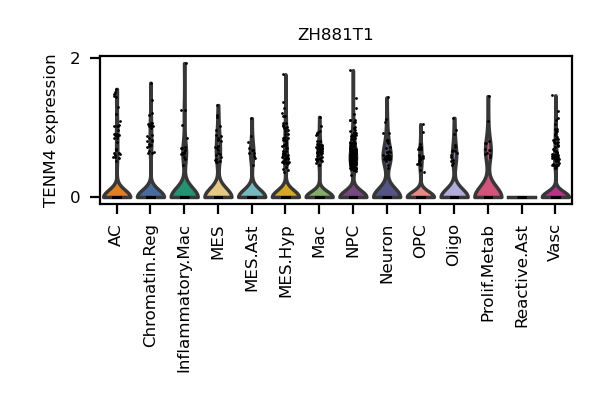 ZH881T1
TENM4 expression
2
0
AC
Chromatin.Reg
Inflammatory.Mac
MES
MES.Ast
MES.Hyp
Mac
NPC
Neuron
OPC
Oligo
Prolif.Metab
Reactive.Ast
Vasc